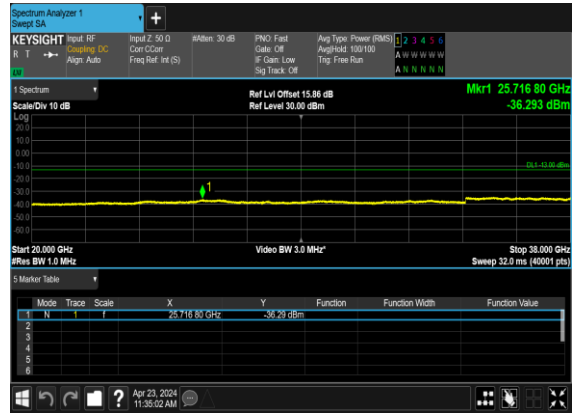 Spectrum Analyzer 1
Swept SA
+
KEYSIGHT Input: RF Input Z: 50 Ω #Atten: 30 dB PNO: Fast Avg Type: Power (RMS) 1 2 3 4 5 6
R T Coupling: DC Corr CCorr Gate: Off Avg|Hold: 100/100 A W W W W W
Align: Auto Freq Ref: Int (S) IF Gain: Low Trig: Free Run
Sig Track: Off A N N N N N
1 Spectrum Ref Lvl Offset 15.86 dB Mkr1 25.716 80 GHz
Scale/Div 10 dB Ref Level 30.00 dBm -36.293 dBm
Log
20.0
10.0
0.00
-10.0
DL1 -13.00 dBm
-20.0
-30.0
1
-40.0
-50.0
-60.0
Start 20.000 GHz Video BW 3.0 MHz* Stop 38.000 GHz
#Res BW 1.0 MHz Sweep 32.0 ms (40001 pts)
5 Marker Table
Mode Trace Scale X Y Function Function Width Function Value
1 N 1 f 25.716 80 GHz -36.29 dBm
2
3
4
5
6
? Apr 23, 2024
11:35:02 AM